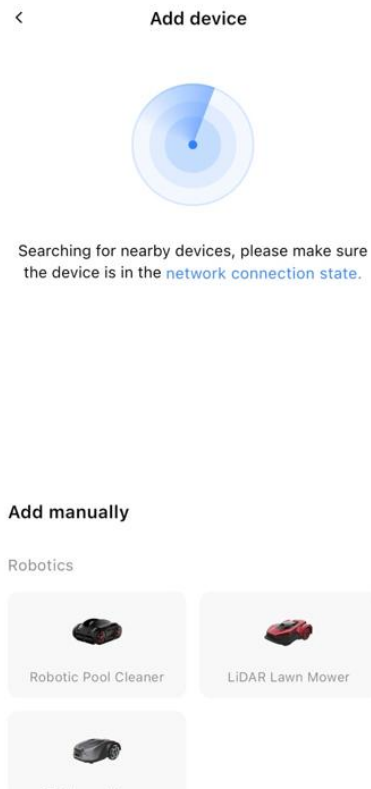 Add device
Searching for nearby devices, please make sure
the device is in the network connection state.
Add manually
Robotics
Robotic Pool Cleaner
LiDAR Lawn Mower